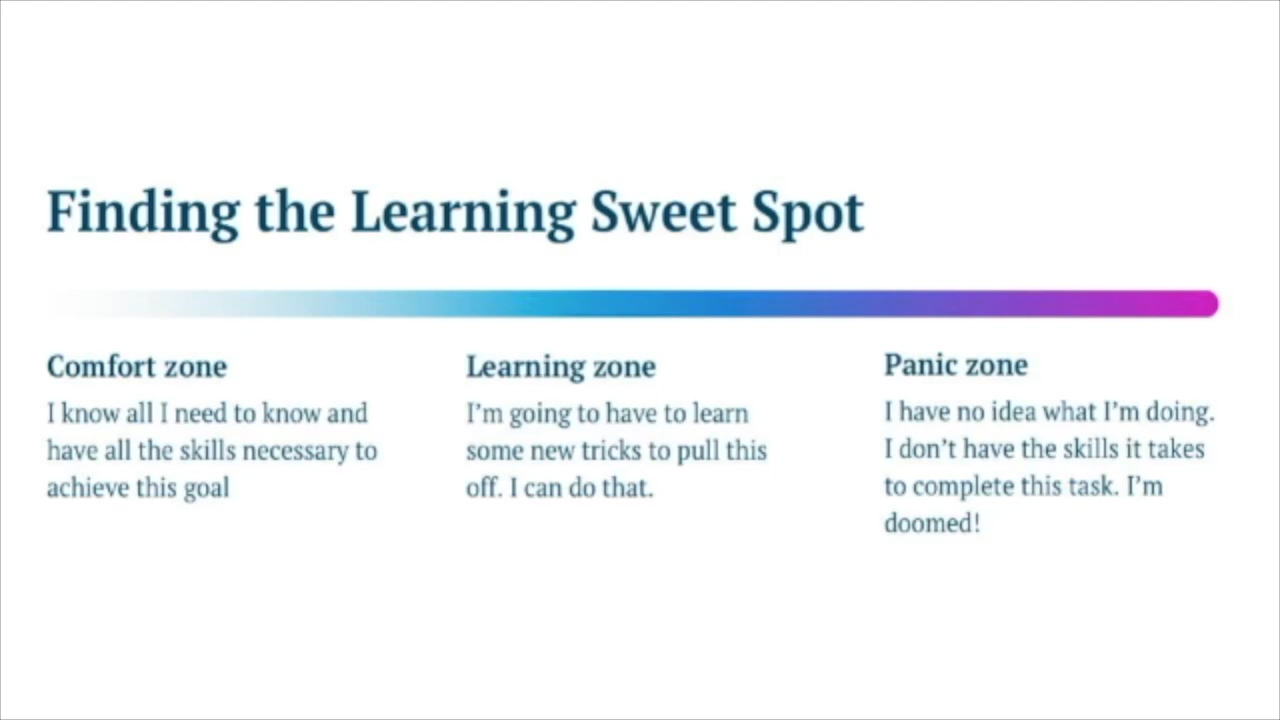 Finding the Learning Sweet Spot
Comfort zone
I know all I need to know and
have all the skills necessary to
achieve this goal
Learning zone
I'm going to have to learn
some new tricks to pull this
off. I can do that.
Panic zone
I have no idea what I'm doing.
I don't have the skills it takes
to complete this task. I'm
doomed!